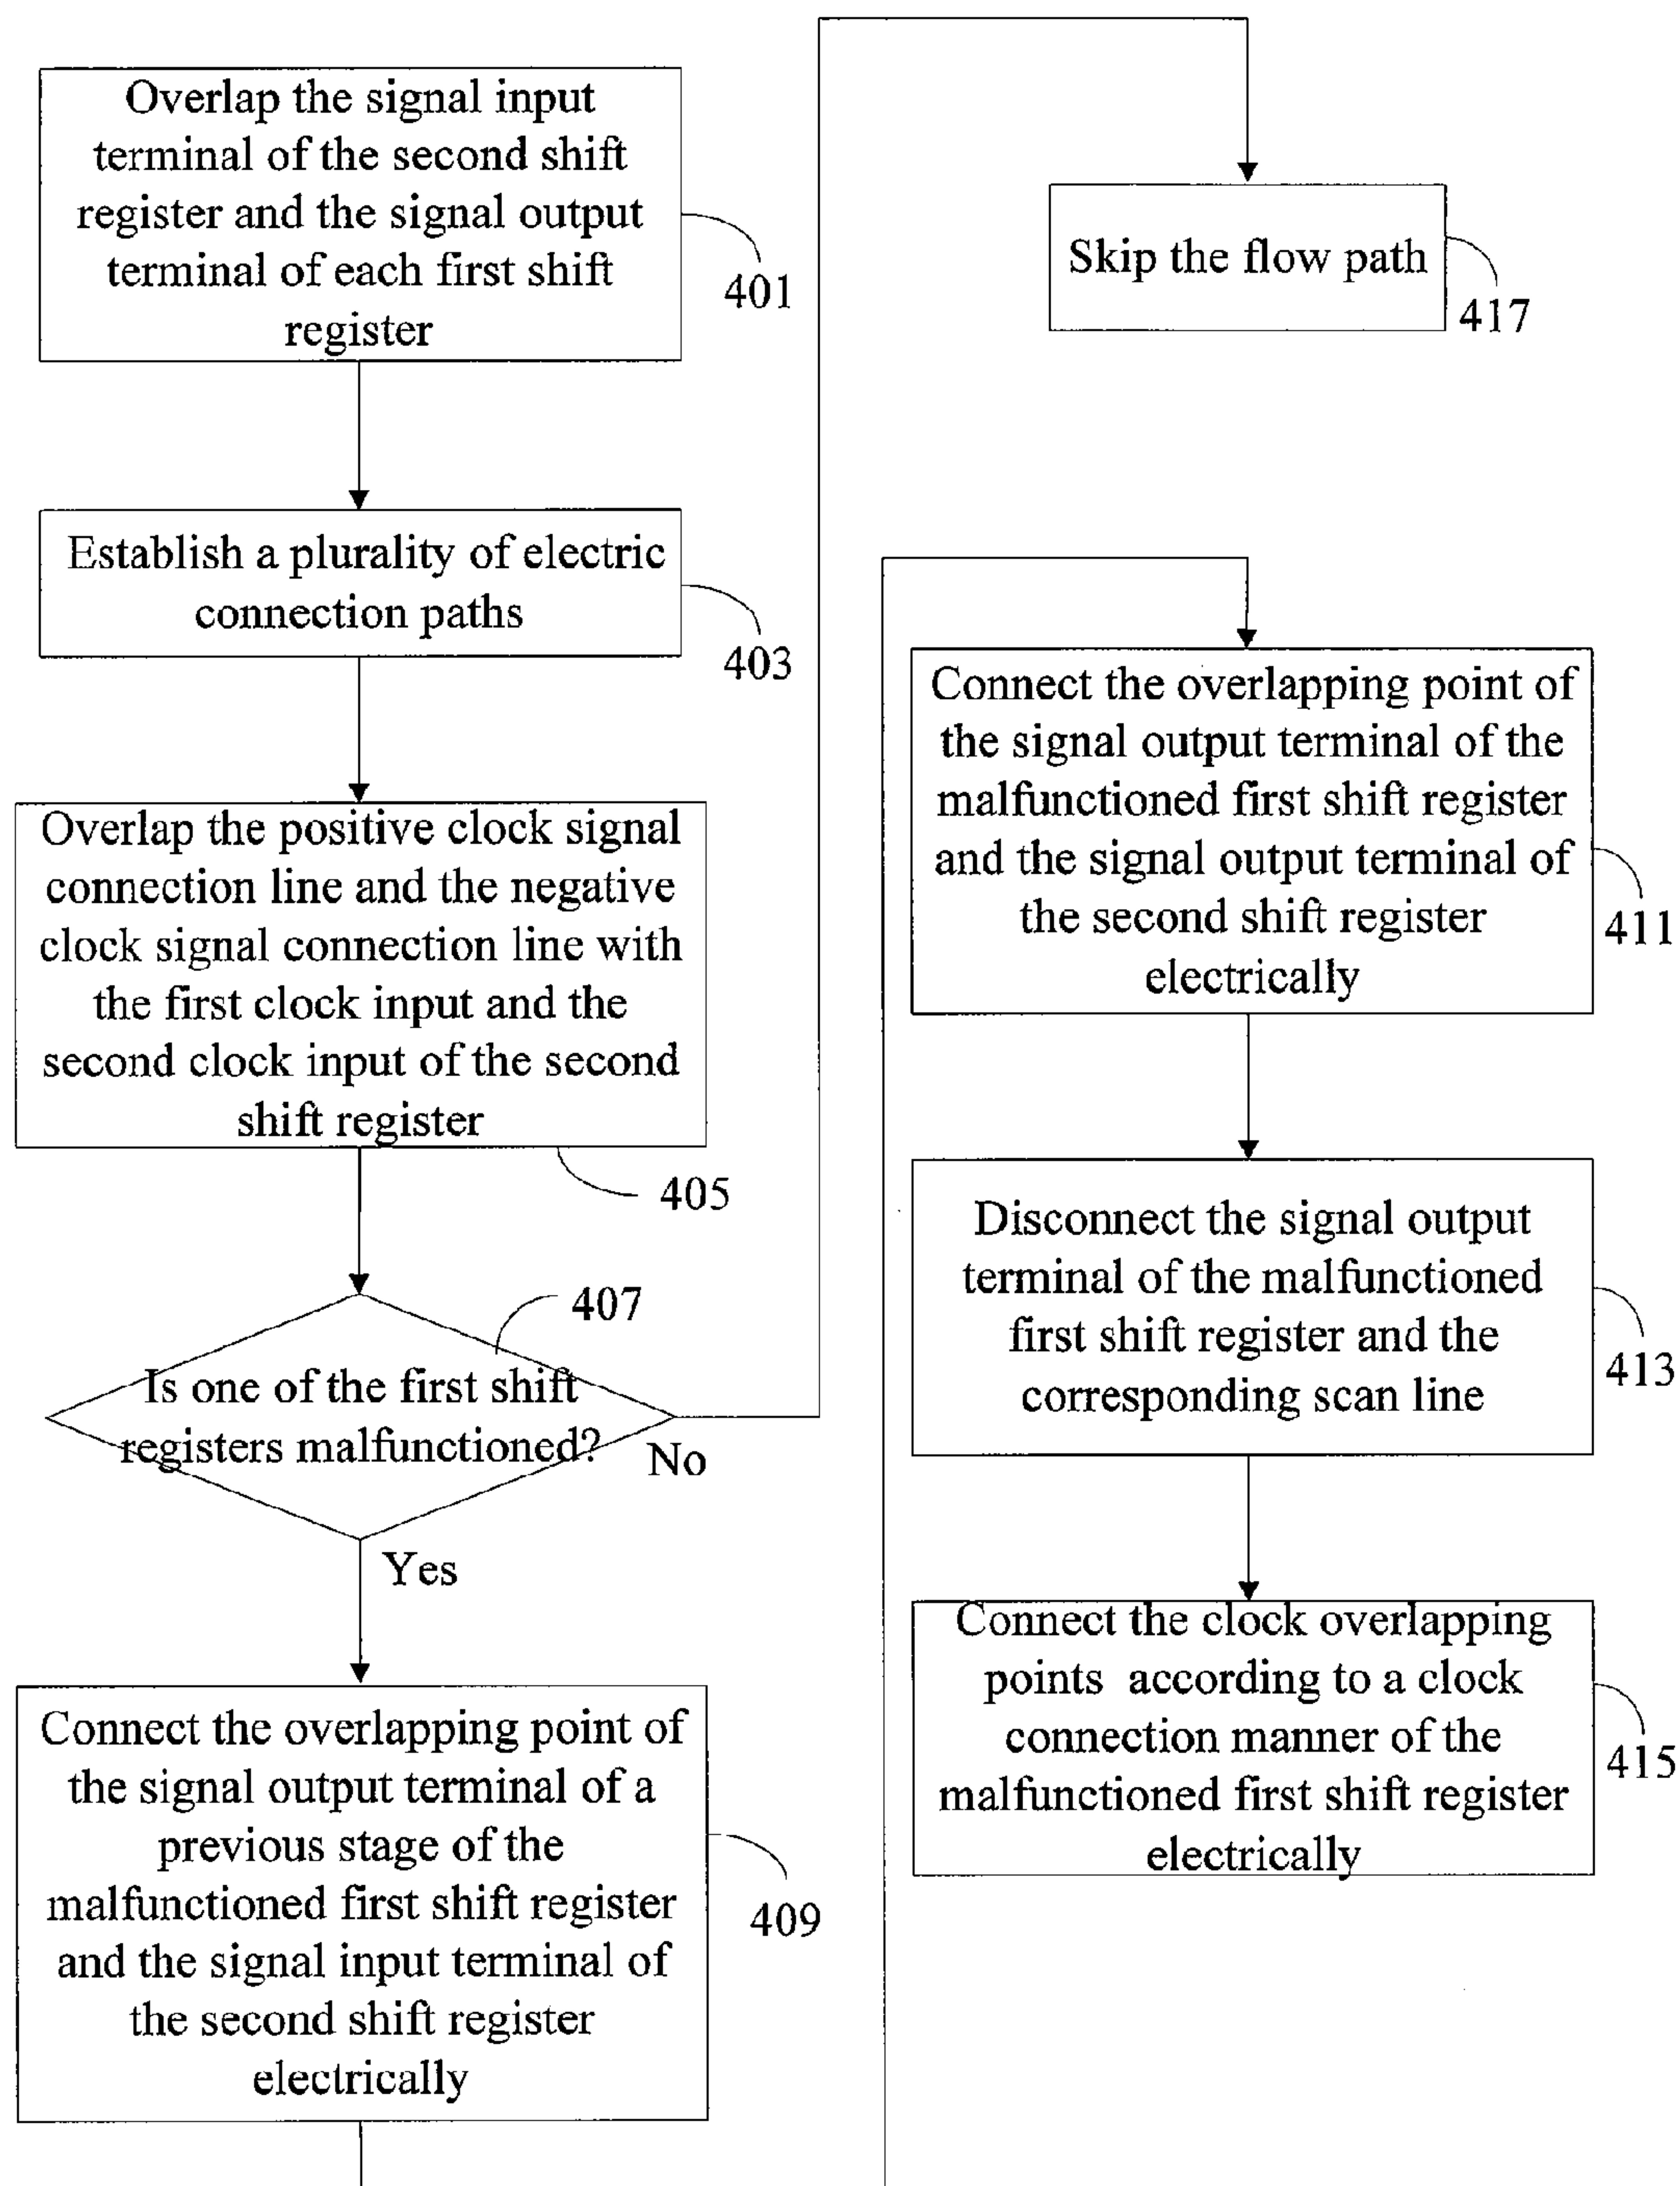 Overlap the signal input
terminal of the second shift
register and the signal output
terminal of each first shift
register
401
Establish a plurality of electric
connection paths
403
Overlap the positive clock signal
connection line and the negative
clock signal connection line with
the first clock input and the
second clock input of the second
shift register
405
407
Is one of the first shift
registers malfunctioned?
No
Yes
Connect the overlapping point of
the signal output terminal of a
previous stage of the
malfunctioned first shift register
and the signal input terminal of
the second shift register
electrically
409
Skip the flow path
417
Connect the overlapping point of
the signal output terminal of the
malfunctioned first shift register
and the signal output terminal of
the second shift register
electrically
411
Disconnect the signal output
terminal of the malfunctioned
first shift register and the
corresponding scan line
413
Connect the clock overlapping
points according to a clock
connection manner of the
malfunctioned first shift register
electrically
415